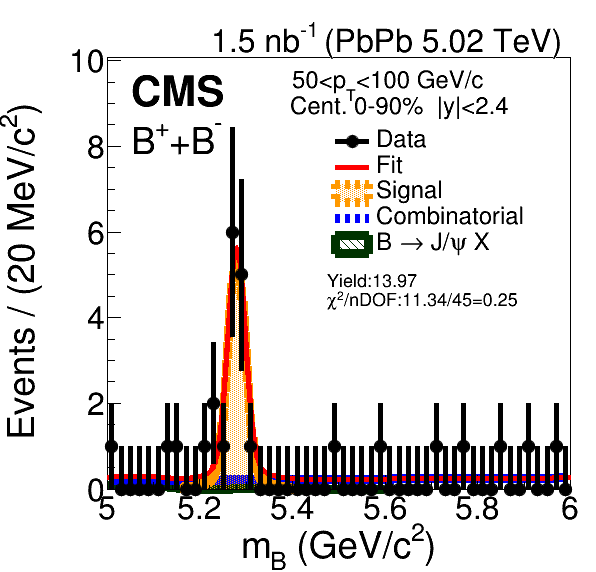 1.5 nb⁻¹ (PbPb 5.02 TeV)
CMS
B⁺+B⁻
50<p_T<100 GeV/c
Cent. 0-90% |y|<2.4
Data
Fit
Signal
Combinatorial
B → J/ψ X
Yield:13.97
χ²/nDOF:11.34/45=0.25
Events / (20 MeV/c²)
10
8
6
4
2
0
5 5.2 5.4 5.6 5.8 6
m_B (GeV/c²)